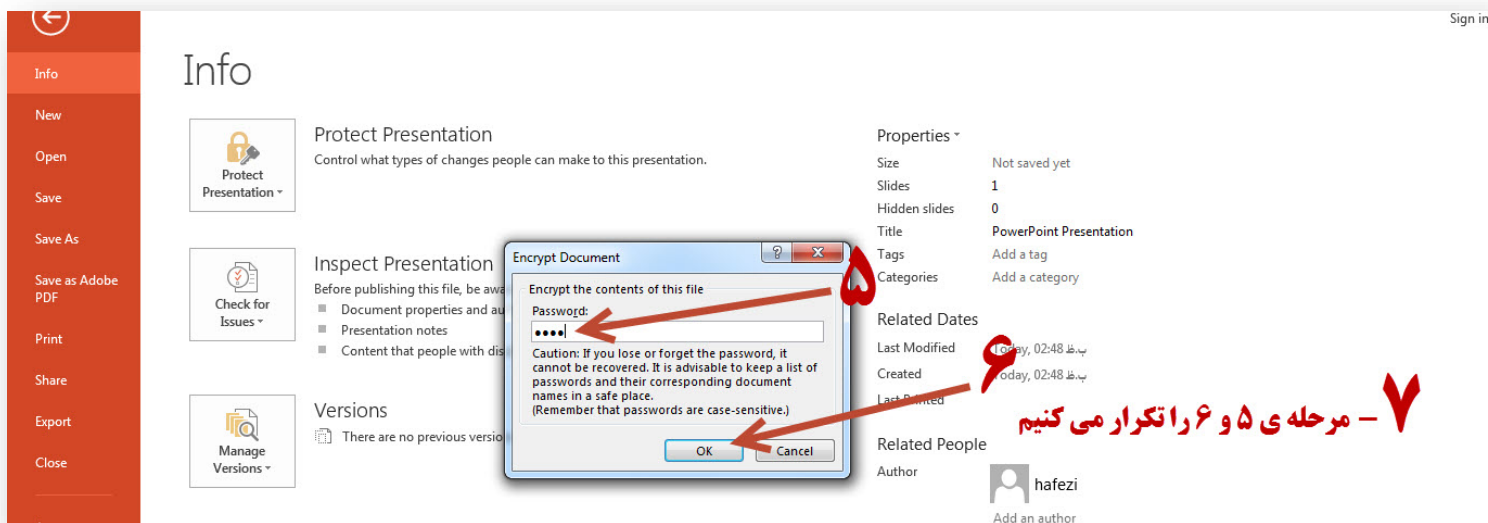 Sign in
Info
New
Open
Save
Save As
Save as Adobe
PDF
Print
Share
Export
Close
Info
Protect
Presentation
Protect Presentation
Control what types of changes people can make to this presentation.
Check for
Issues
Inspect Presentation
Before publishing this file, be awa
Document properties and au
Presentation notes
Content that people with dis
Manage
Versions
Versions
There are no previous versio
Encrypt Document
Encrypt the contents of this file
Password:
••••
Caution: If you lose or forget the password, it
cannot be recovered. It is advisable to keep a list of
passwords and their corresponding document
names in a safe place.
(Remember that passwords are case-sensitive.)
OK
Cancel
۵
۶
Properties
Size Not saved yet
Slides 1
Hidden slides 0
Title PowerPoint Presentation
Tags Add a tag
Categories Add a category
Related Dates
Last Modified Today, 02:48 ب.ظ
Created Today, 02:48 ب.ظ
Last Printed
۷ – مرحله ی ۵ و ۶ را تکرار می کنیم
Related People
Author hafezi
Add an author